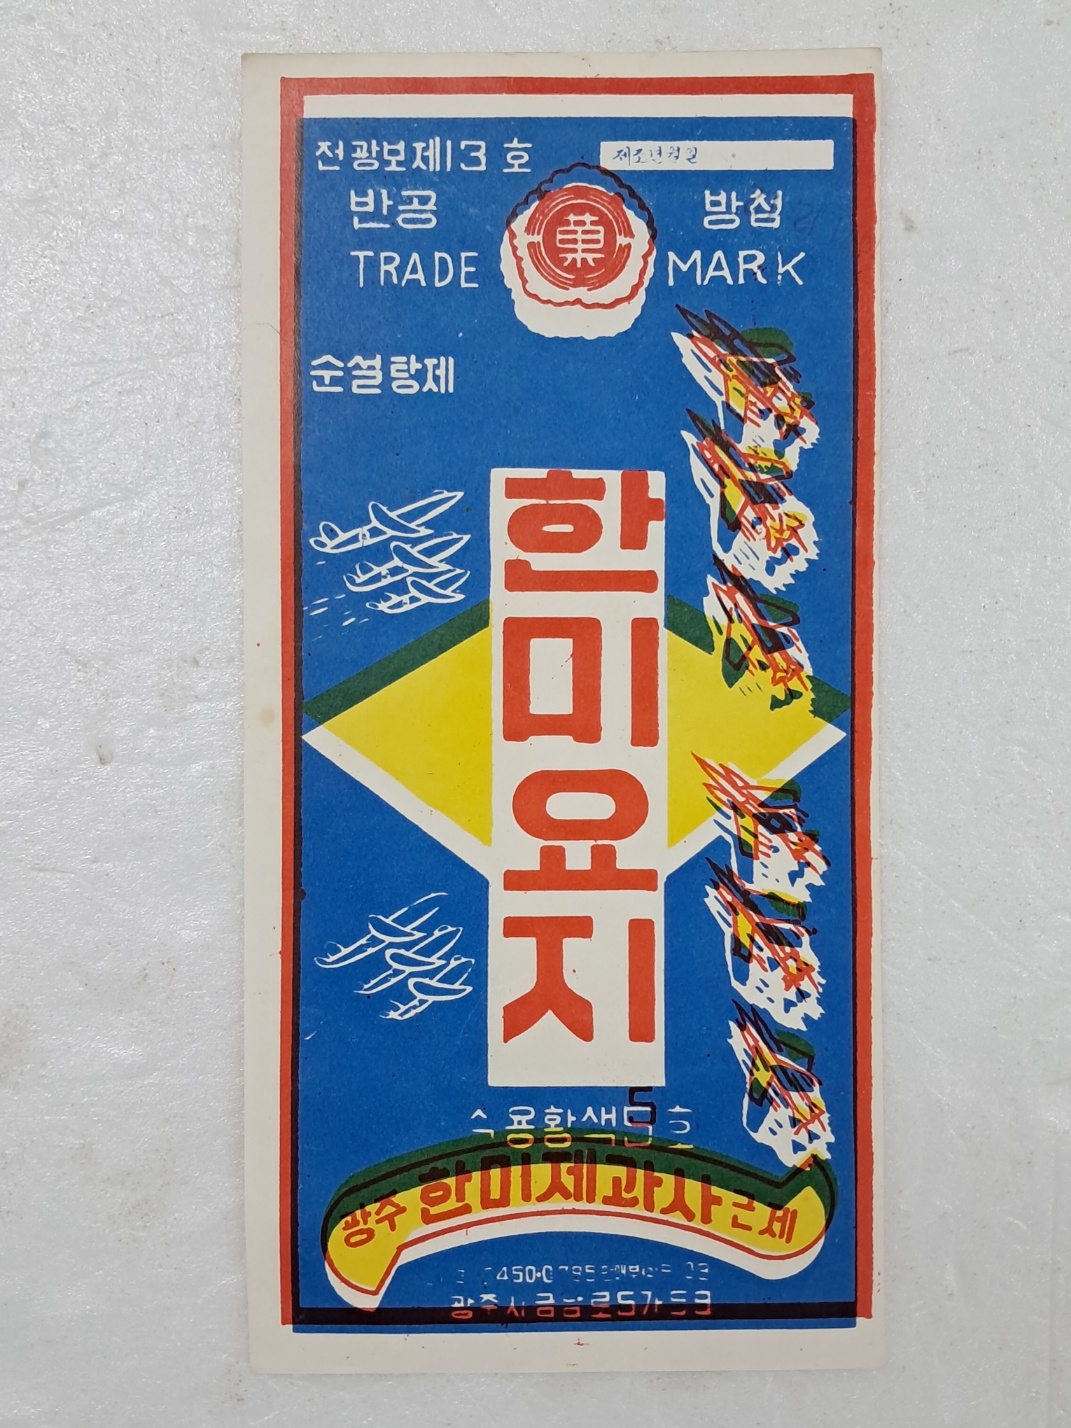 전광보제13호
제조년월일
반공 방첩
菓
TRADE MARK
순설탕제
한미요지
식용황색5호
광주 한미제과사 근제
광주시 금남로5가 53